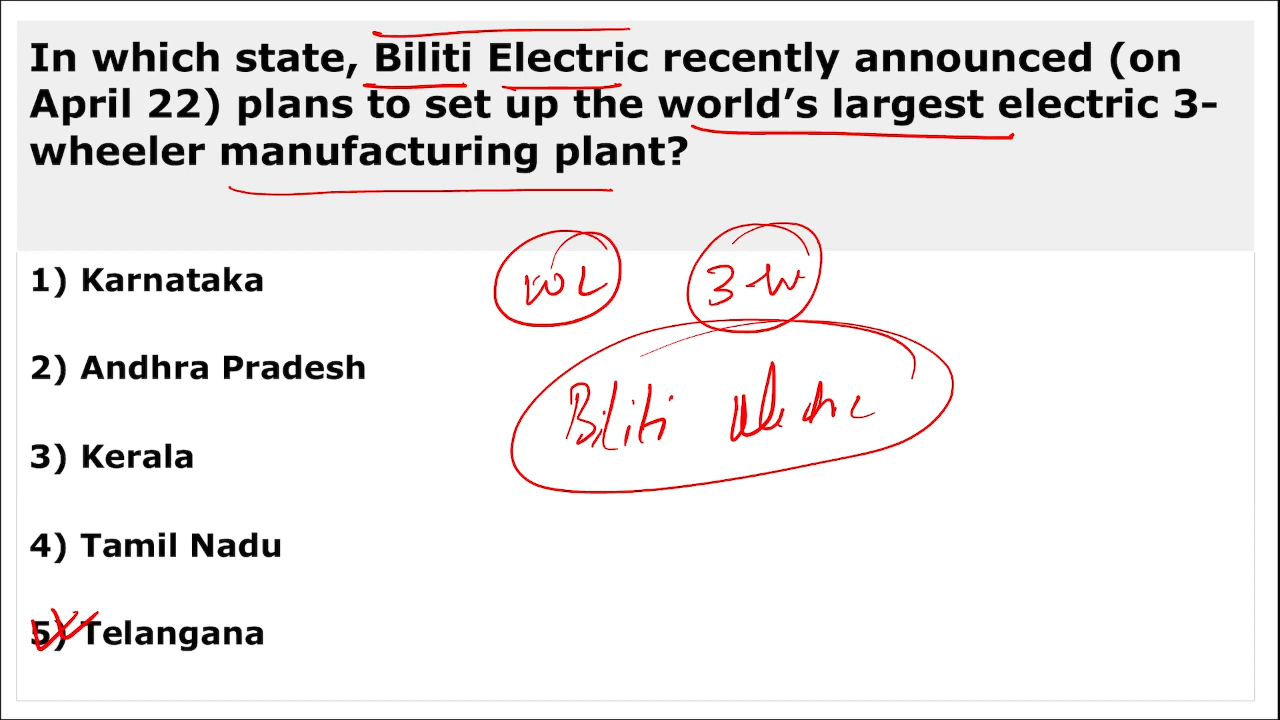 In which state, Biliti Electric recently announced (on
April 22) plans to set up the world’s largest electric 3-
wheeler manufacturing plant?
1) Karnataka
WL 3-W
2) Andhra Pradesh
Biliti electric
3) Kerala
4) Tamil Nadu
5) Telangana